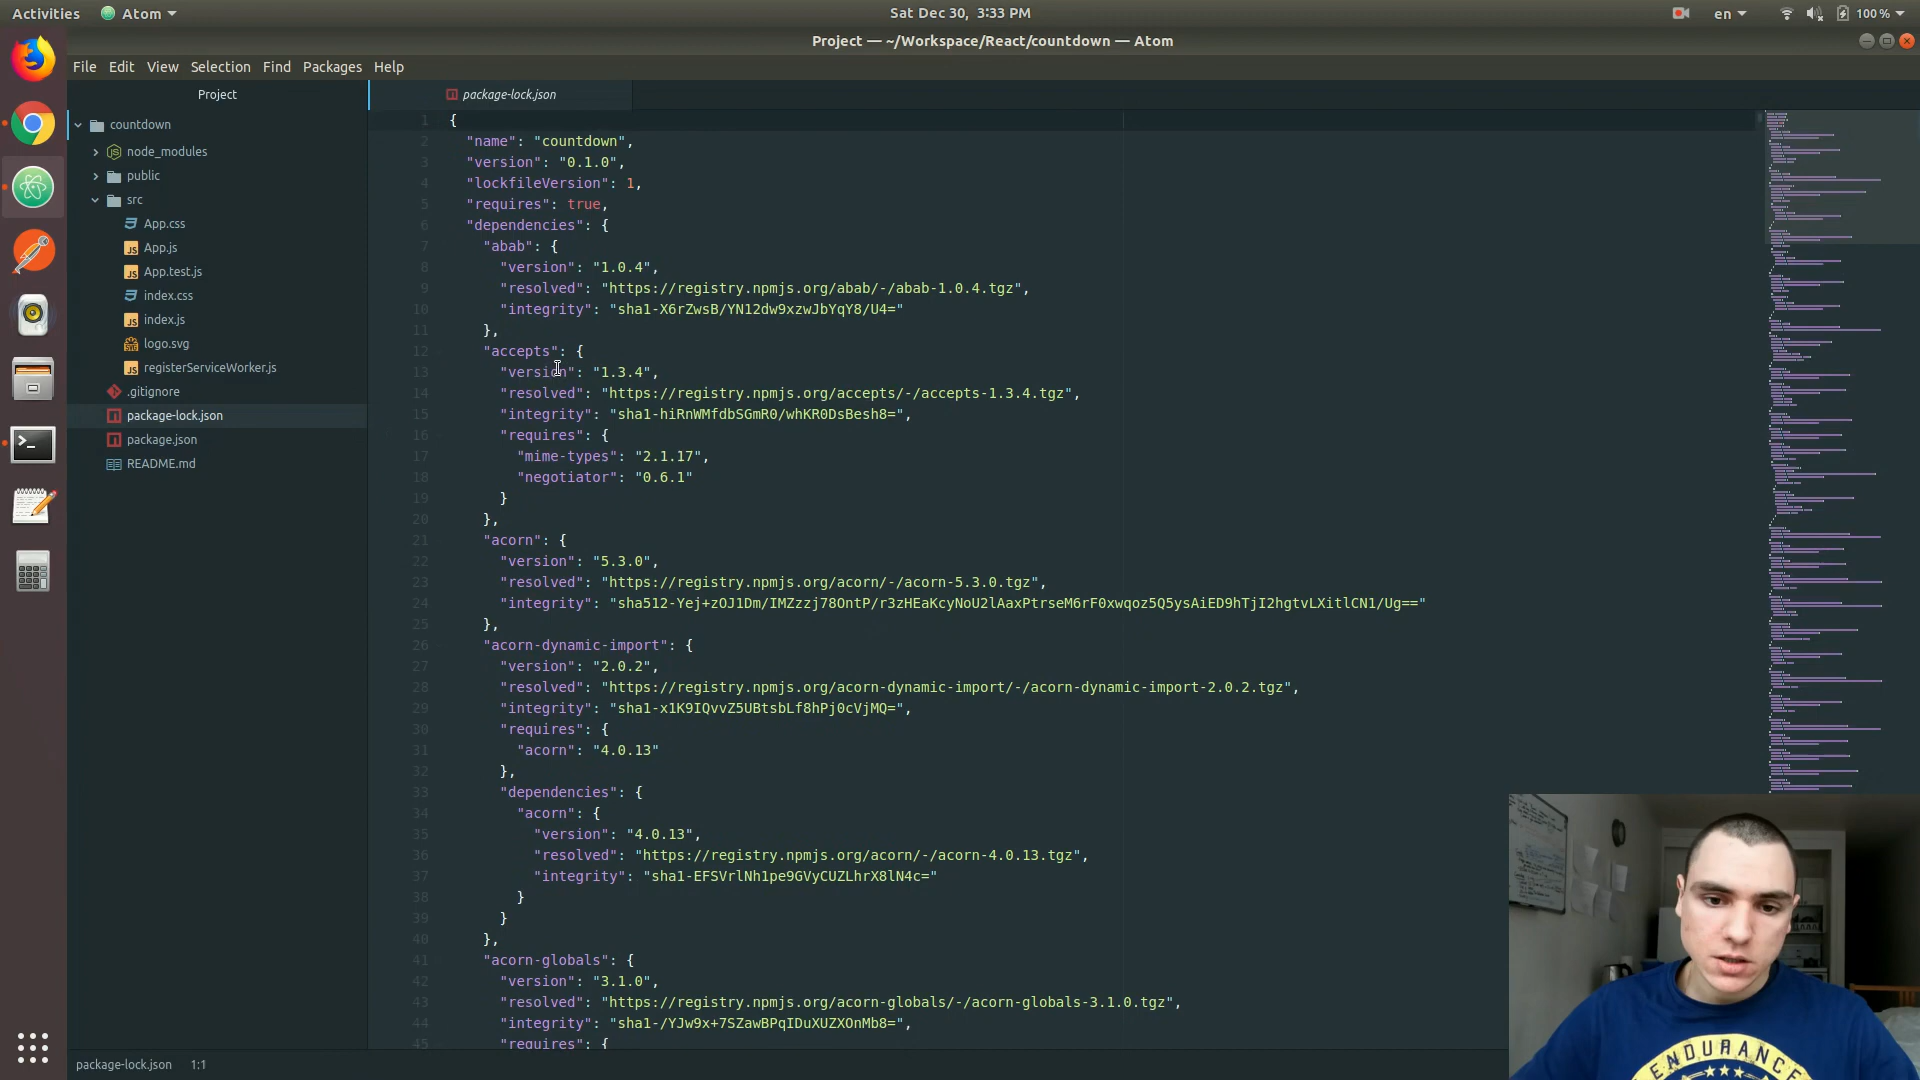 Activities
Atom
Sat Dec 30, 3:33 PM
en
100%
Project — ~/Workspace/React/countdown — Atom
File Edit View Selection Find Packages Help
Project
countdown
node_modules
public
src
App.css
App.js
App.test.js
index.css
index.js
logo.svg
registerServiceWorker.js
.gitignore
package-lock.json
package.json
README.md
package-lock.json
1 {
2 "name": "countdown",
3 "version": "0.1.0",
4 "lockfileVersion": 1,
5 "requires": true,
6 "dependencies": {
7 "abab": {
8 "version": "1.0.4",
9 "resolved": "https://registry.npmjs.org/abab/-/abab-1.0.4.tgz",
10 "integrity": "sha1-X6rZwsB/YN12dw9xzwJbYqY8/U4="
11 },
12 "accepts": {
13 "version": "1.3.4",
14 "resolved": "https://registry.npmjs.org/accepts/-/accepts-1.3.4.tgz",
15 "integrity": "sha1-hiRnWMfdbSGmR0/whKR0DsBesh8=",
16 "requires": {
17 "mime-types": "2.1.17",
18 "negotiator": "0.6.1"
19 }
20 },
21 "acorn": {
22 "version": "5.3.0",
23 "resolved": "https://registry.npmjs.org/acorn/-/acorn-5.3.0.tgz",
24 "integrity": "sha512-Yej+zOJ1Dm/IMZzzj78OntP/r3zHEaKcyNoU2lAaxPtrseM6rF0xwqoz5Q5ysAiED9hTjI2hgtvLXitlCN1/Ug=="
25 },
26 "acorn-dynamic-import": {
27 "version": "2.0.2",
28 "resolved": "https://registry.npmjs.org/acorn-dynamic-import/-/acorn-dynamic-import-2.0.2.tgz",
29 "integrity": "sha1-x1K9IQvvZ5UBtsbLf8hPj0cVjMQ=",
30 "requires": {
31 "acorn": "4.0.13"
32 },
33 "dependencies": {
34 "acorn": {
35 "version": "4.0.13",
36 "resolved": "https://registry.npmjs.org/acorn/-/acorn-4.0.13.tgz",
37 "integrity": "sha1-EFSVrlNh1pe9GVyCUZLhrX8lN4c="
38 }
39 }
40 },
41 "acorn-globals": {
42 "version": "3.1.0",
43 "resolved": "https://registry.npmjs.org/acorn-globals/-/acorn-globals-3.1.0.tgz",
44 "integrity": "sha1-/YJw9x+7SZawBPqIDuXUZXOnMb8=",
45 "requires": {
package-lock.json 1:1
ENDURANCE